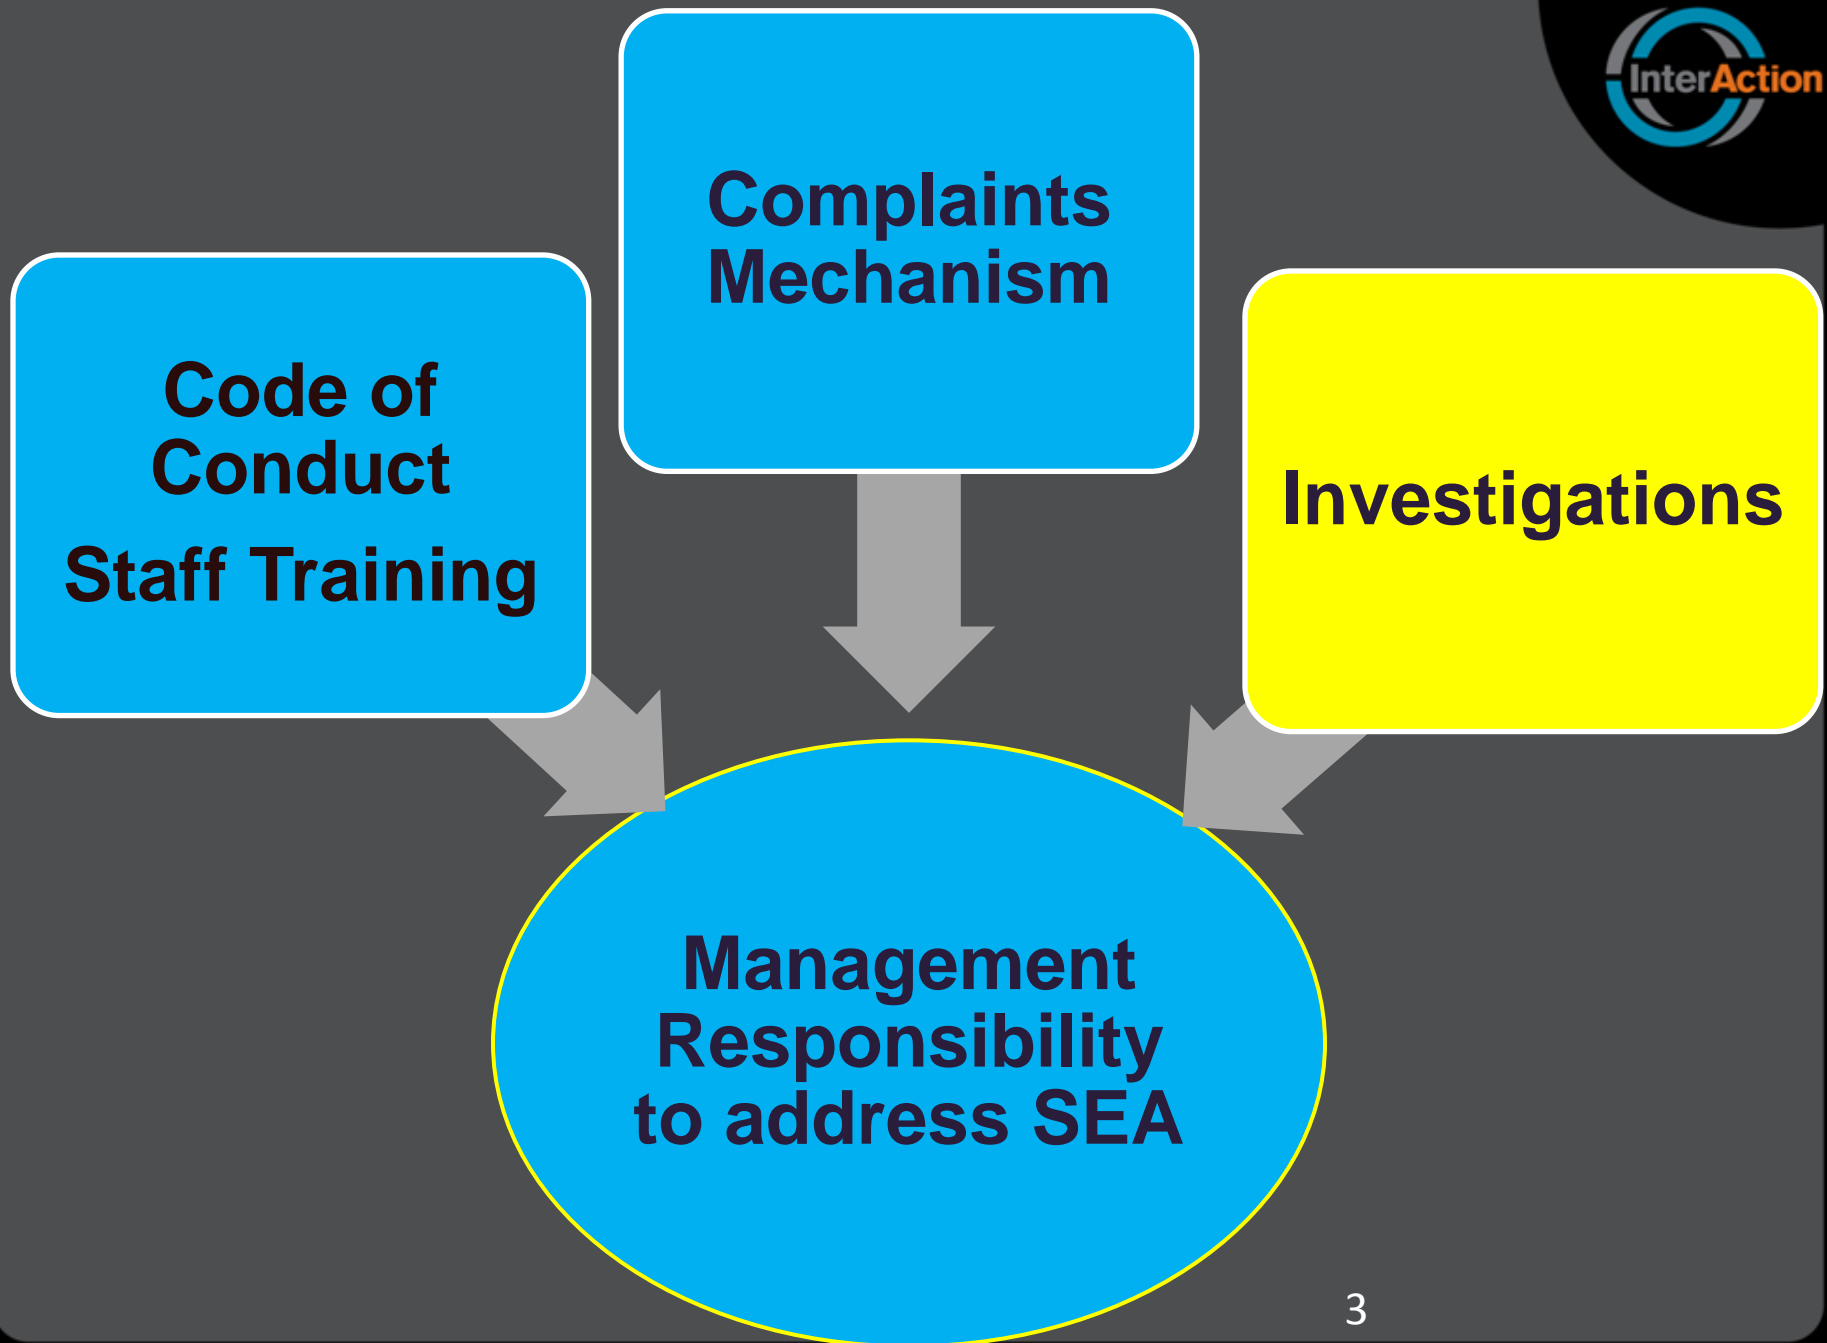 InterAction
Complaints
Mechanism
Code of
Conduct
Staff Training
Investigations
Management
Responsibility
to address SEA
3